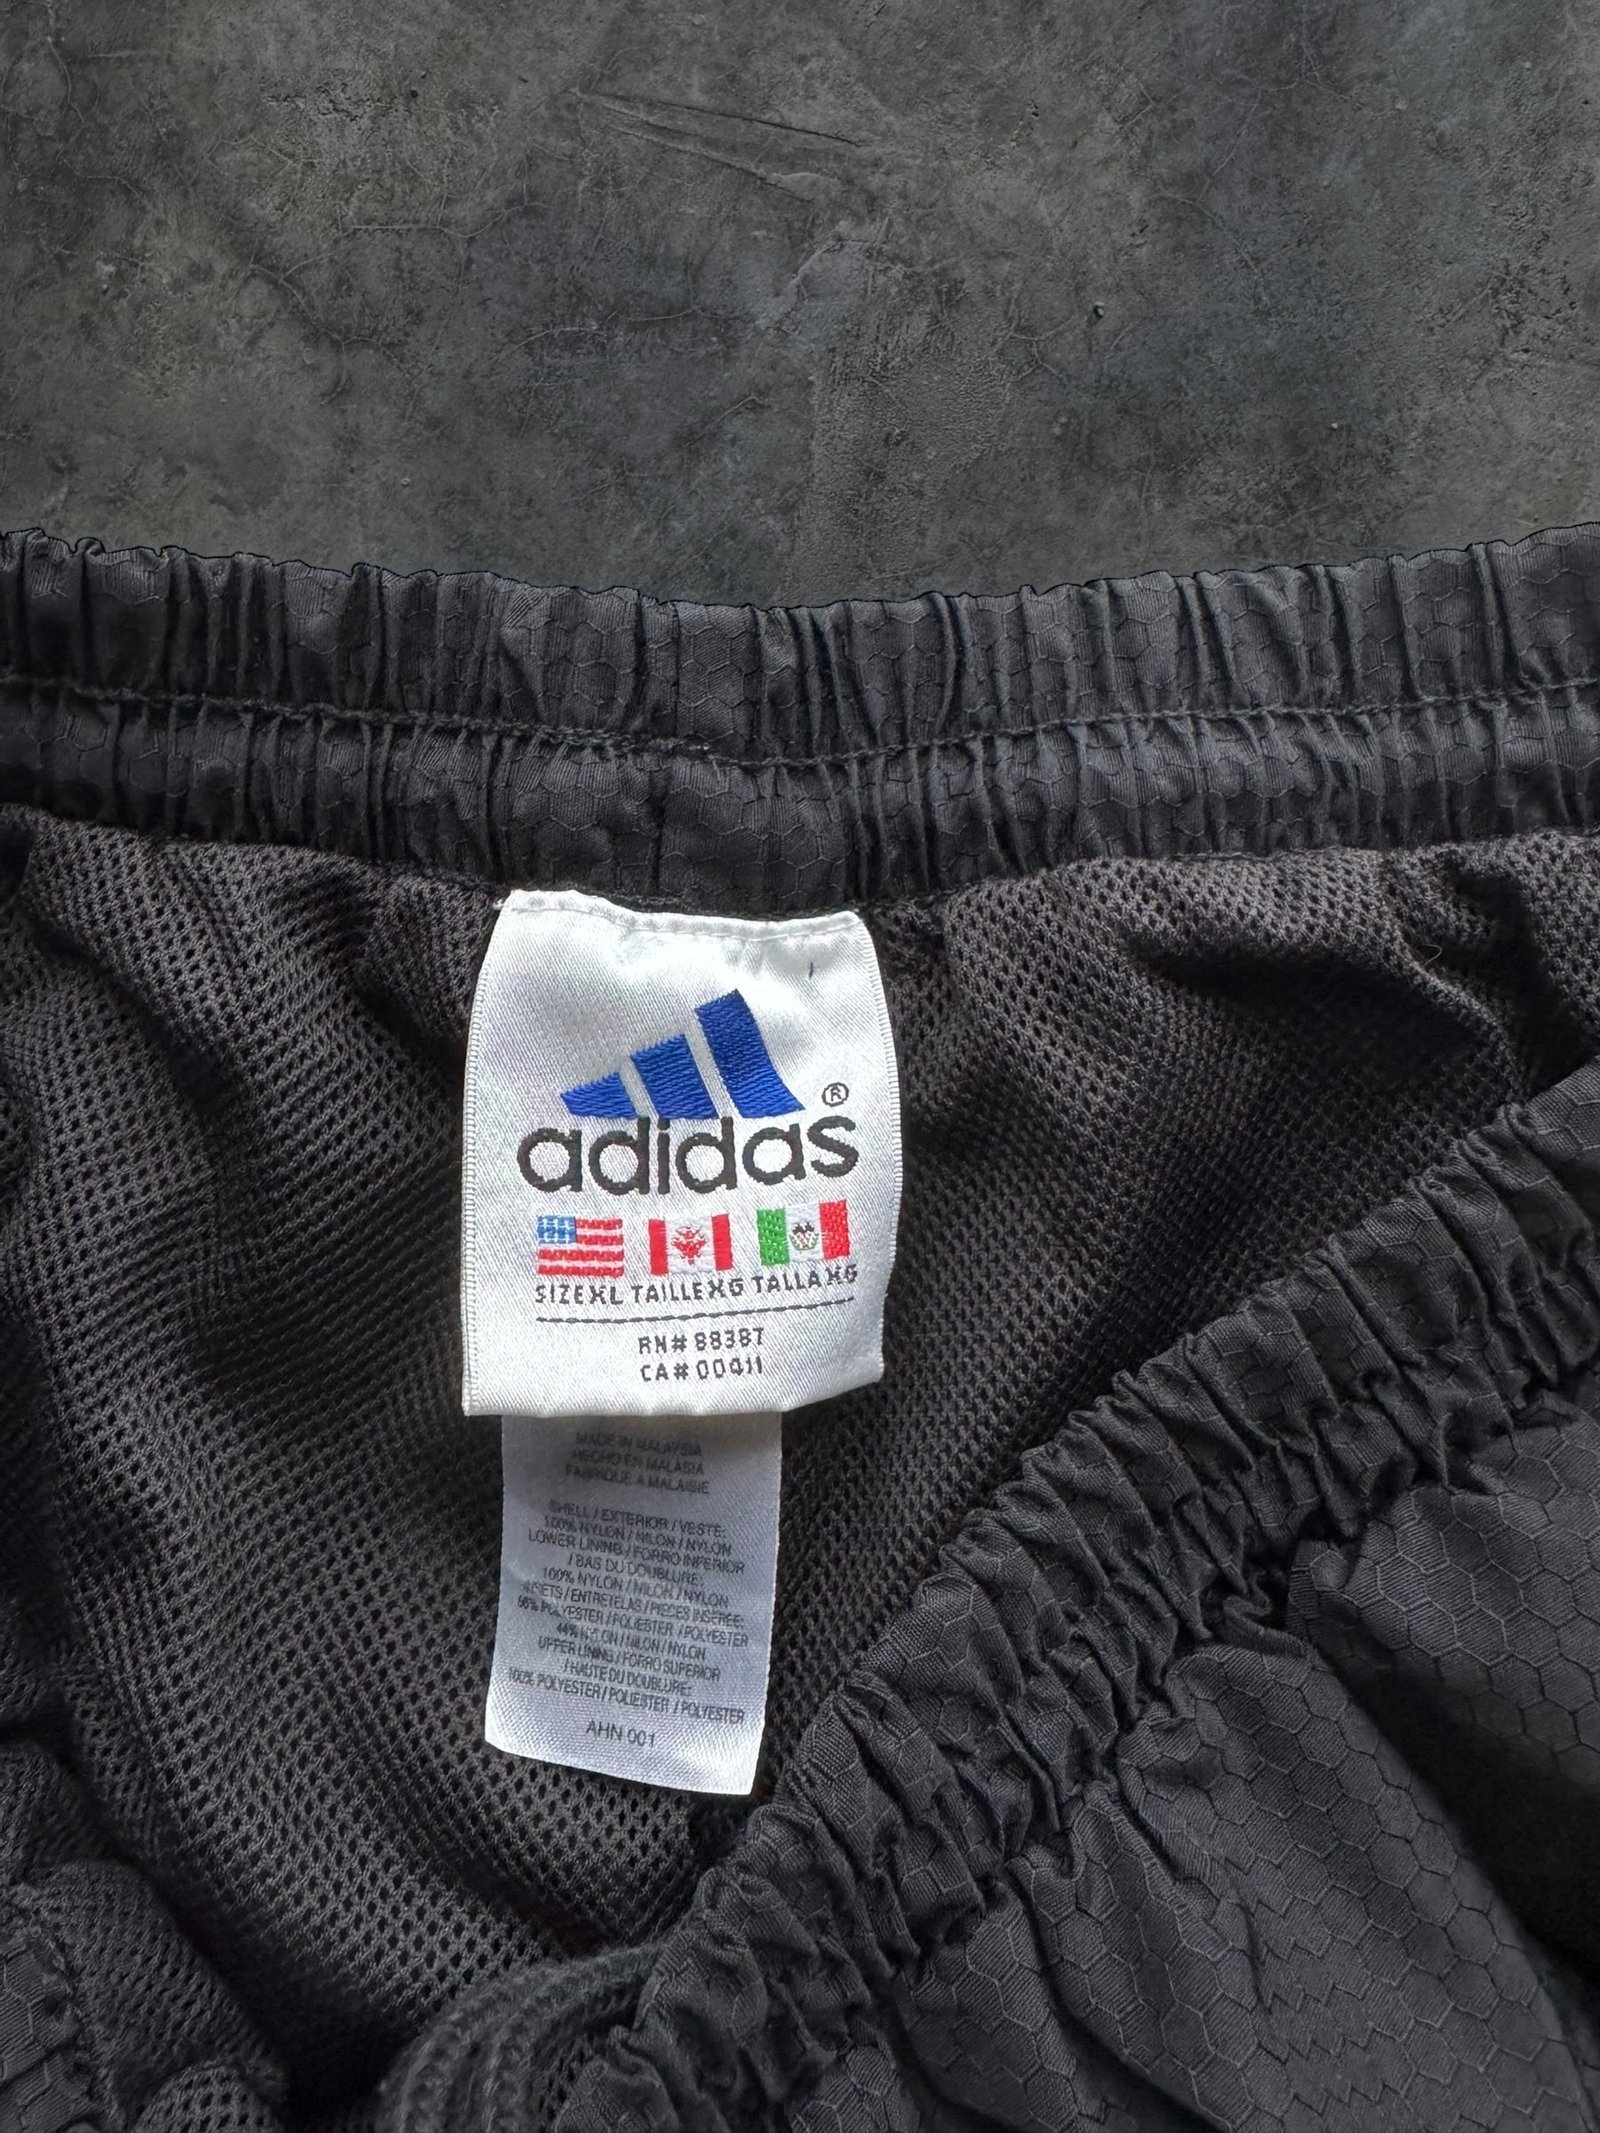 adidas®
SIZE XL TAILLE XG TALLA XG
RN# 88387
CA# 00411
MADE IN MALAYSIA
HECHO EN MALASIA
FABRIQUE A MALAISIE
SHELL / EXTERIOR / VESTE:
100% NYLON / NILON / NYLON
LOWER LINING / FORRO INFERIOR
/ BAS DU DOUBLURE:
100% NYLON / NILON / NYLON
/ ENTRETELAS / PIECES INSEREE:
56% POLYESTER / POLIESTER / POLYESTER
44% NYLON / NILON / NYLON
UPPER LINING / FORRO SUPERIOR
/ HAUTE DU DOUBLURE:
100% POLYESTER / POLIESTER / POLYESTER
AHN 001